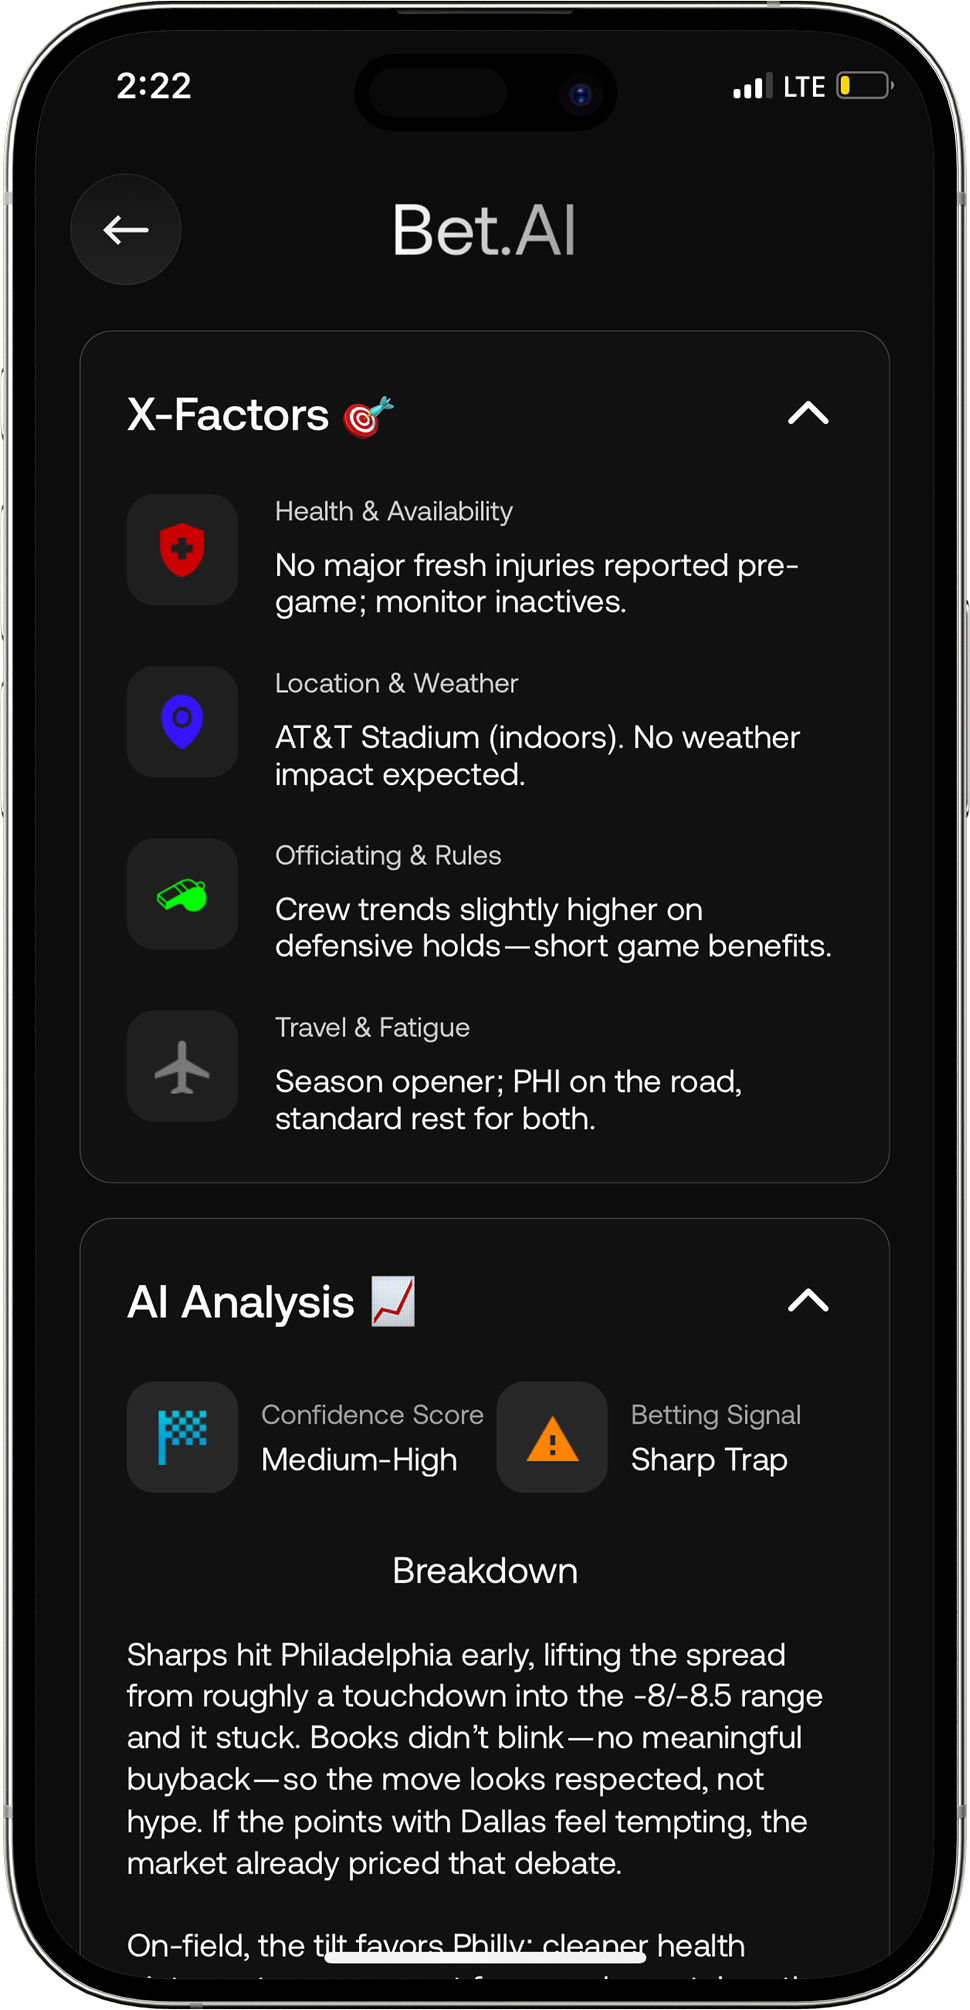 2:22
LTE
Bet.AI
X-Factors
Health & Availability
No major fresh injuries reported pre-
game; monitor inactives.
Location & Weather
AT&T Stadium (indoors). No weather
impact expected.
Officiating & Rules
Crew trends slightly higher on
defensive holds—short game benefits.
Travel & Fatigue
Season opener; PHI on the road,
standard rest for both.
AI Analysis
Confidence Score
Medium-High
Betting Signal
Sharp Trap
Breakdown
Sharps hit Philadelphia early, lifting the spread
from roughly a touchdown into the -8/-8.5 range
and it stuck. Books didn’t blink—no meaningful
buyback—so the move looks respected, not
hype. If the points with Dallas feel tempting, the
market already priced that debate.
On-field, the tilt favors Philly: cleaner health